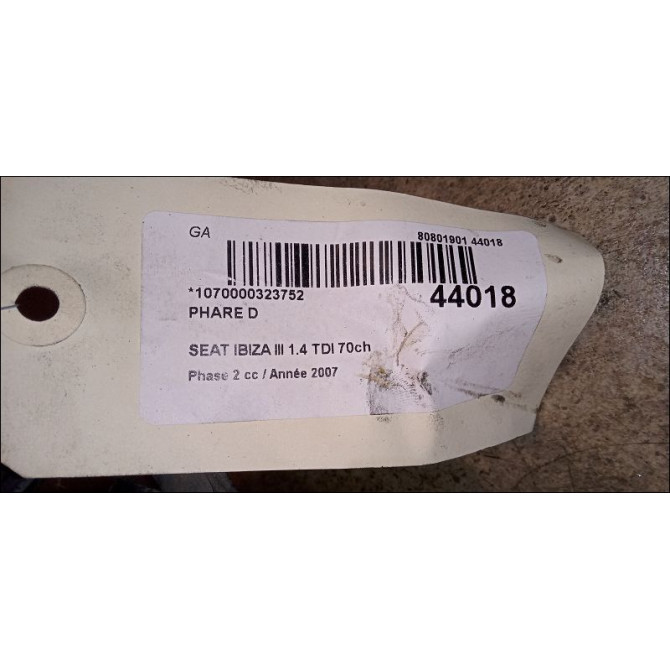 GA
80801901 44018
*1070000323752
44018
PHARE D
SEAT IBIZA III 1.4 TDI 70ch
Phase 2 cc / Année 2007